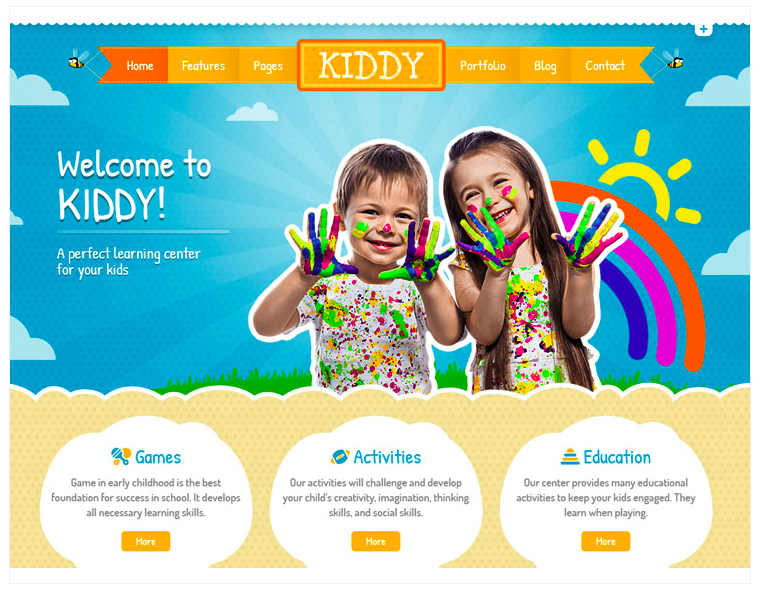 Home Features Pages KIDDY Portfolio Blog Contact
Welcome to
KIDDY!
A perfect learning center
for your kids
Games
Game in early childhood is the best
foundation for success in school. It develops
all necessary learning skills.
More
Activities
Our activities will challenge and develop
your child's creativity, imagination, thinking
skills, and social skills.
More
Education
Our center provides many educational
activities to keep your kids engaged. They
learn when playing.
More